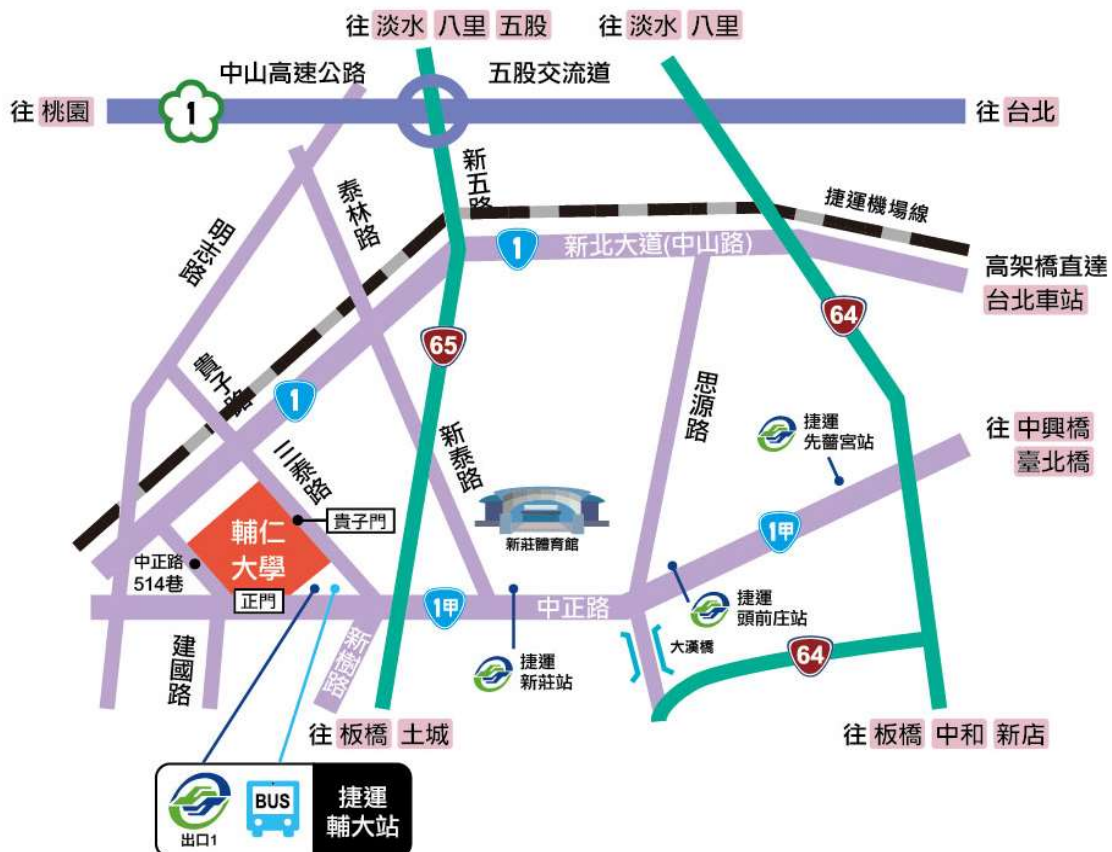 往 淡水 八里 五股
往 淡水 八里
中山高速公路
五股交流道
往 桃園
1
往 台北
新五路
泰林路
明志路
捷運機場線
1
新北大道(中山路)
高架橋直達
台北車站
65
64
貴子路
1
思源路
捷運
先嗇宮站
往 中興橋
臺北橋
新泰路
三泰路
貴子門
輔仁
大學
新莊體育館
1甲
中正路
514巷
正門
1甲
中正路
捷運
頭前庄站
大漢橋
建國路
新樹路
捷運
新莊站
64
往 板橋 土城
往 板橋 中和 新店
BUS
捷運
輔大站
出口1